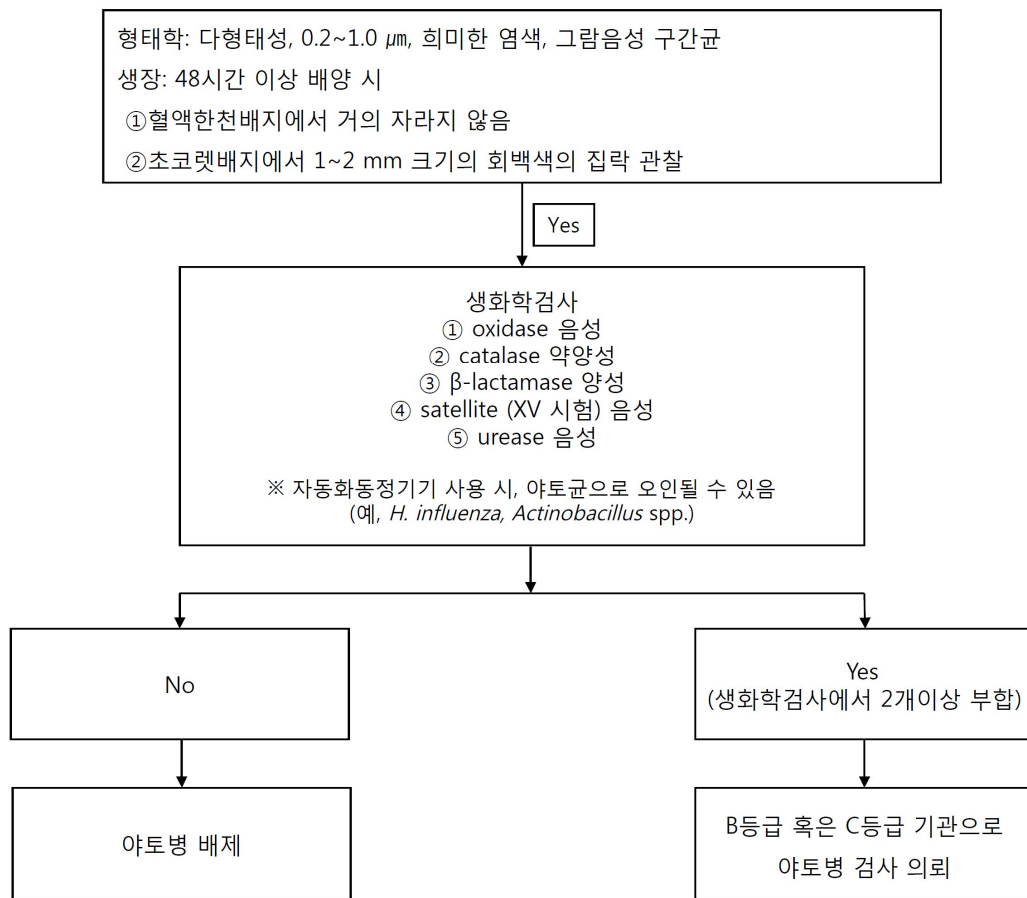 형태학: 다형태성, 0.2~1.0 ㎛, 희미한 염색, 그람음성 구간균
생장: 48시간 이상 배양 시
①혈액한천배지에서 거의 자라지 않음
②초코렛배지에서 1~2 mm 크기의 회백색의 집락 관찰
Yes
생화학검사
① oxidase 음성
② catalase 약양성
③ β-lactamase 양성
④ satellite (XV 시험) 음성
⑤ urease 음성
※ 자동화동정기기 사용 시, 야토균으로 오인될 수 있음
(예, H. influenza, Actinobacillus spp.)
No
Yes
(생화학검사에서 2개이상 부합)
야토병 배제
B등급 혹은 C등급 기관으로
야토병 검사 의뢰